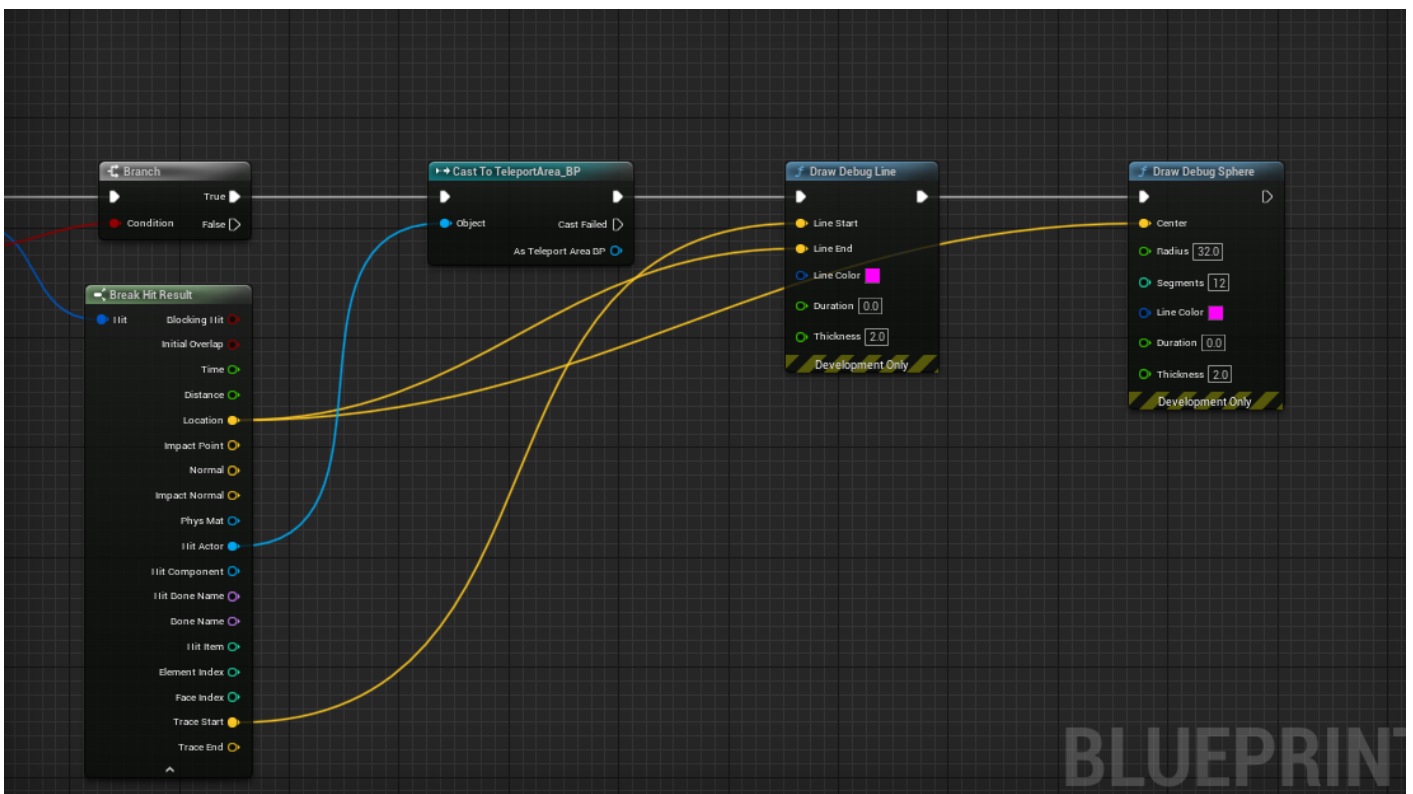 Branch
True
Condition
False
Break Hit Result
Hit
Blocking Hit
Initial Overlap
Time
Distance
Location
Impact Point
Normal
Impact Normal
Phys Mat
Hit Actor
Hit Component
Hit Bone Name
Bone Name
Hit Item
Element Index
Face Index
Trace Start
Trace End
Cast To TeleportArea_BP
Object
Cast Failed
As Teleport Area BP
Draw Debug Line
Line Start
Line End
Line Color
Duration 0.0
Thickness 2.0
Development Only
Draw Debug Sphere
Center
Radius 32.0
Segments 12
Line Color
Duration 0.0
Thickness 2.0
Development Only
BLUEPRINT